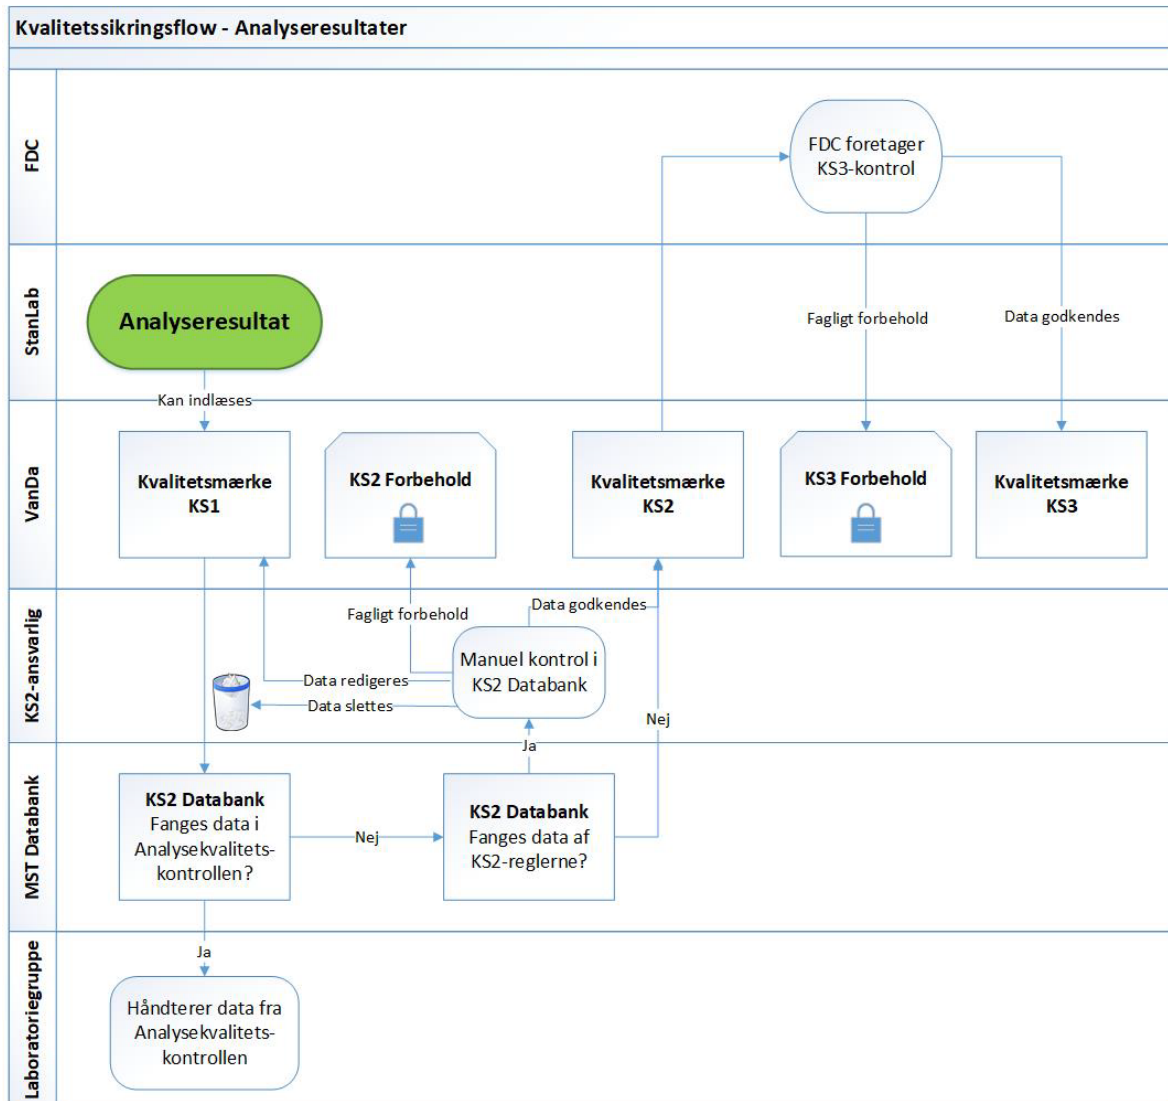 Kvalitetssikringsflow - Analyseresultater
FDC
FDC foretager
KS3-kontrol
StanLab
Analyseresultat
Fagligt forbehold
Data godkendes
Kan indlæses
VanDa
Kvalitetsmærke
KS1
KS2 Forbehold
Kvalitetsmærke
KS2
KS3 Forbehold
Kvalitetsmærke
KS3
KS2-ansvarlig
Data godkendes
Fagligt forbehold
Manuel kontrol i
KS2 Databank
Data redigeres
Data slettes
Nej
Ja
MST Databank
KS2 Databank
Fanges data i
Analysekvalitets-
kontrollen?
Nej
KS2 Databank
Fanges data af
KS2-reglerne?
Laboratoriegruppe
Ja
Håndterer data fra
Analysekvalitets-
kontrollen